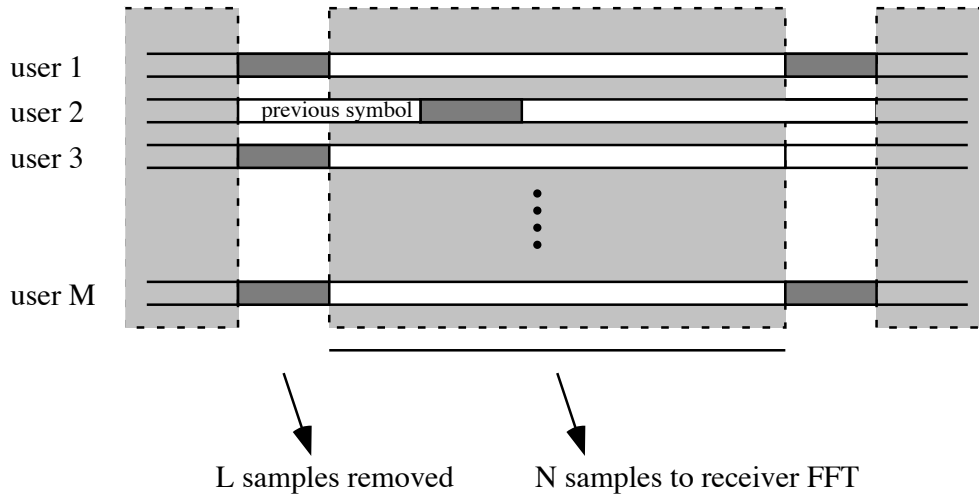 user 1
user 2
previous symbol
user 3
user M
L samples removed
N samples to receiver FFT